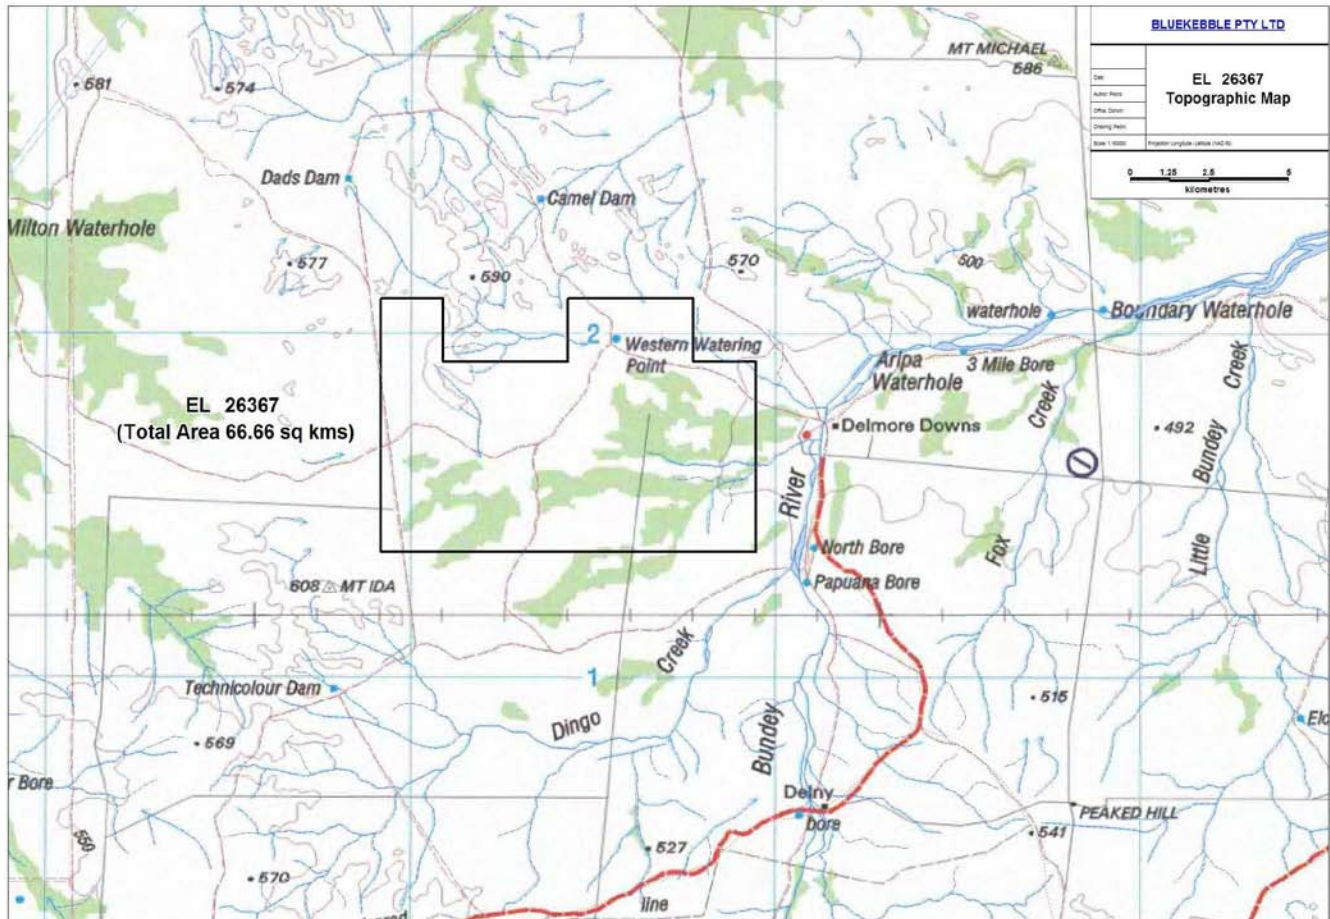 BLUEKEBBLE PTY LTD
EL 26367
Topographic Map
0 1.25 2.5 5
kilometres
MT MICHAEL
586
581
574
Dads Dam
Camel Dam
Milton Waterhole
577
590
570
500
waterhole
Boundary Waterhole
2
Western Watering
Point
Aripa
Waterhole
3 Mile Bore
EL 26367
(Total Area 66.66 sq kms)
Delmore Downs
492
Creek
Fox
Creek
Bundey
Little
River
North Bore
Papuana Bore
608 MT IDA
Technicolour Dam
1
Creek
Dingo
Bundey
515
569
r Bore
550
Delny
bore
PEAKED HILL
541
527
570
line